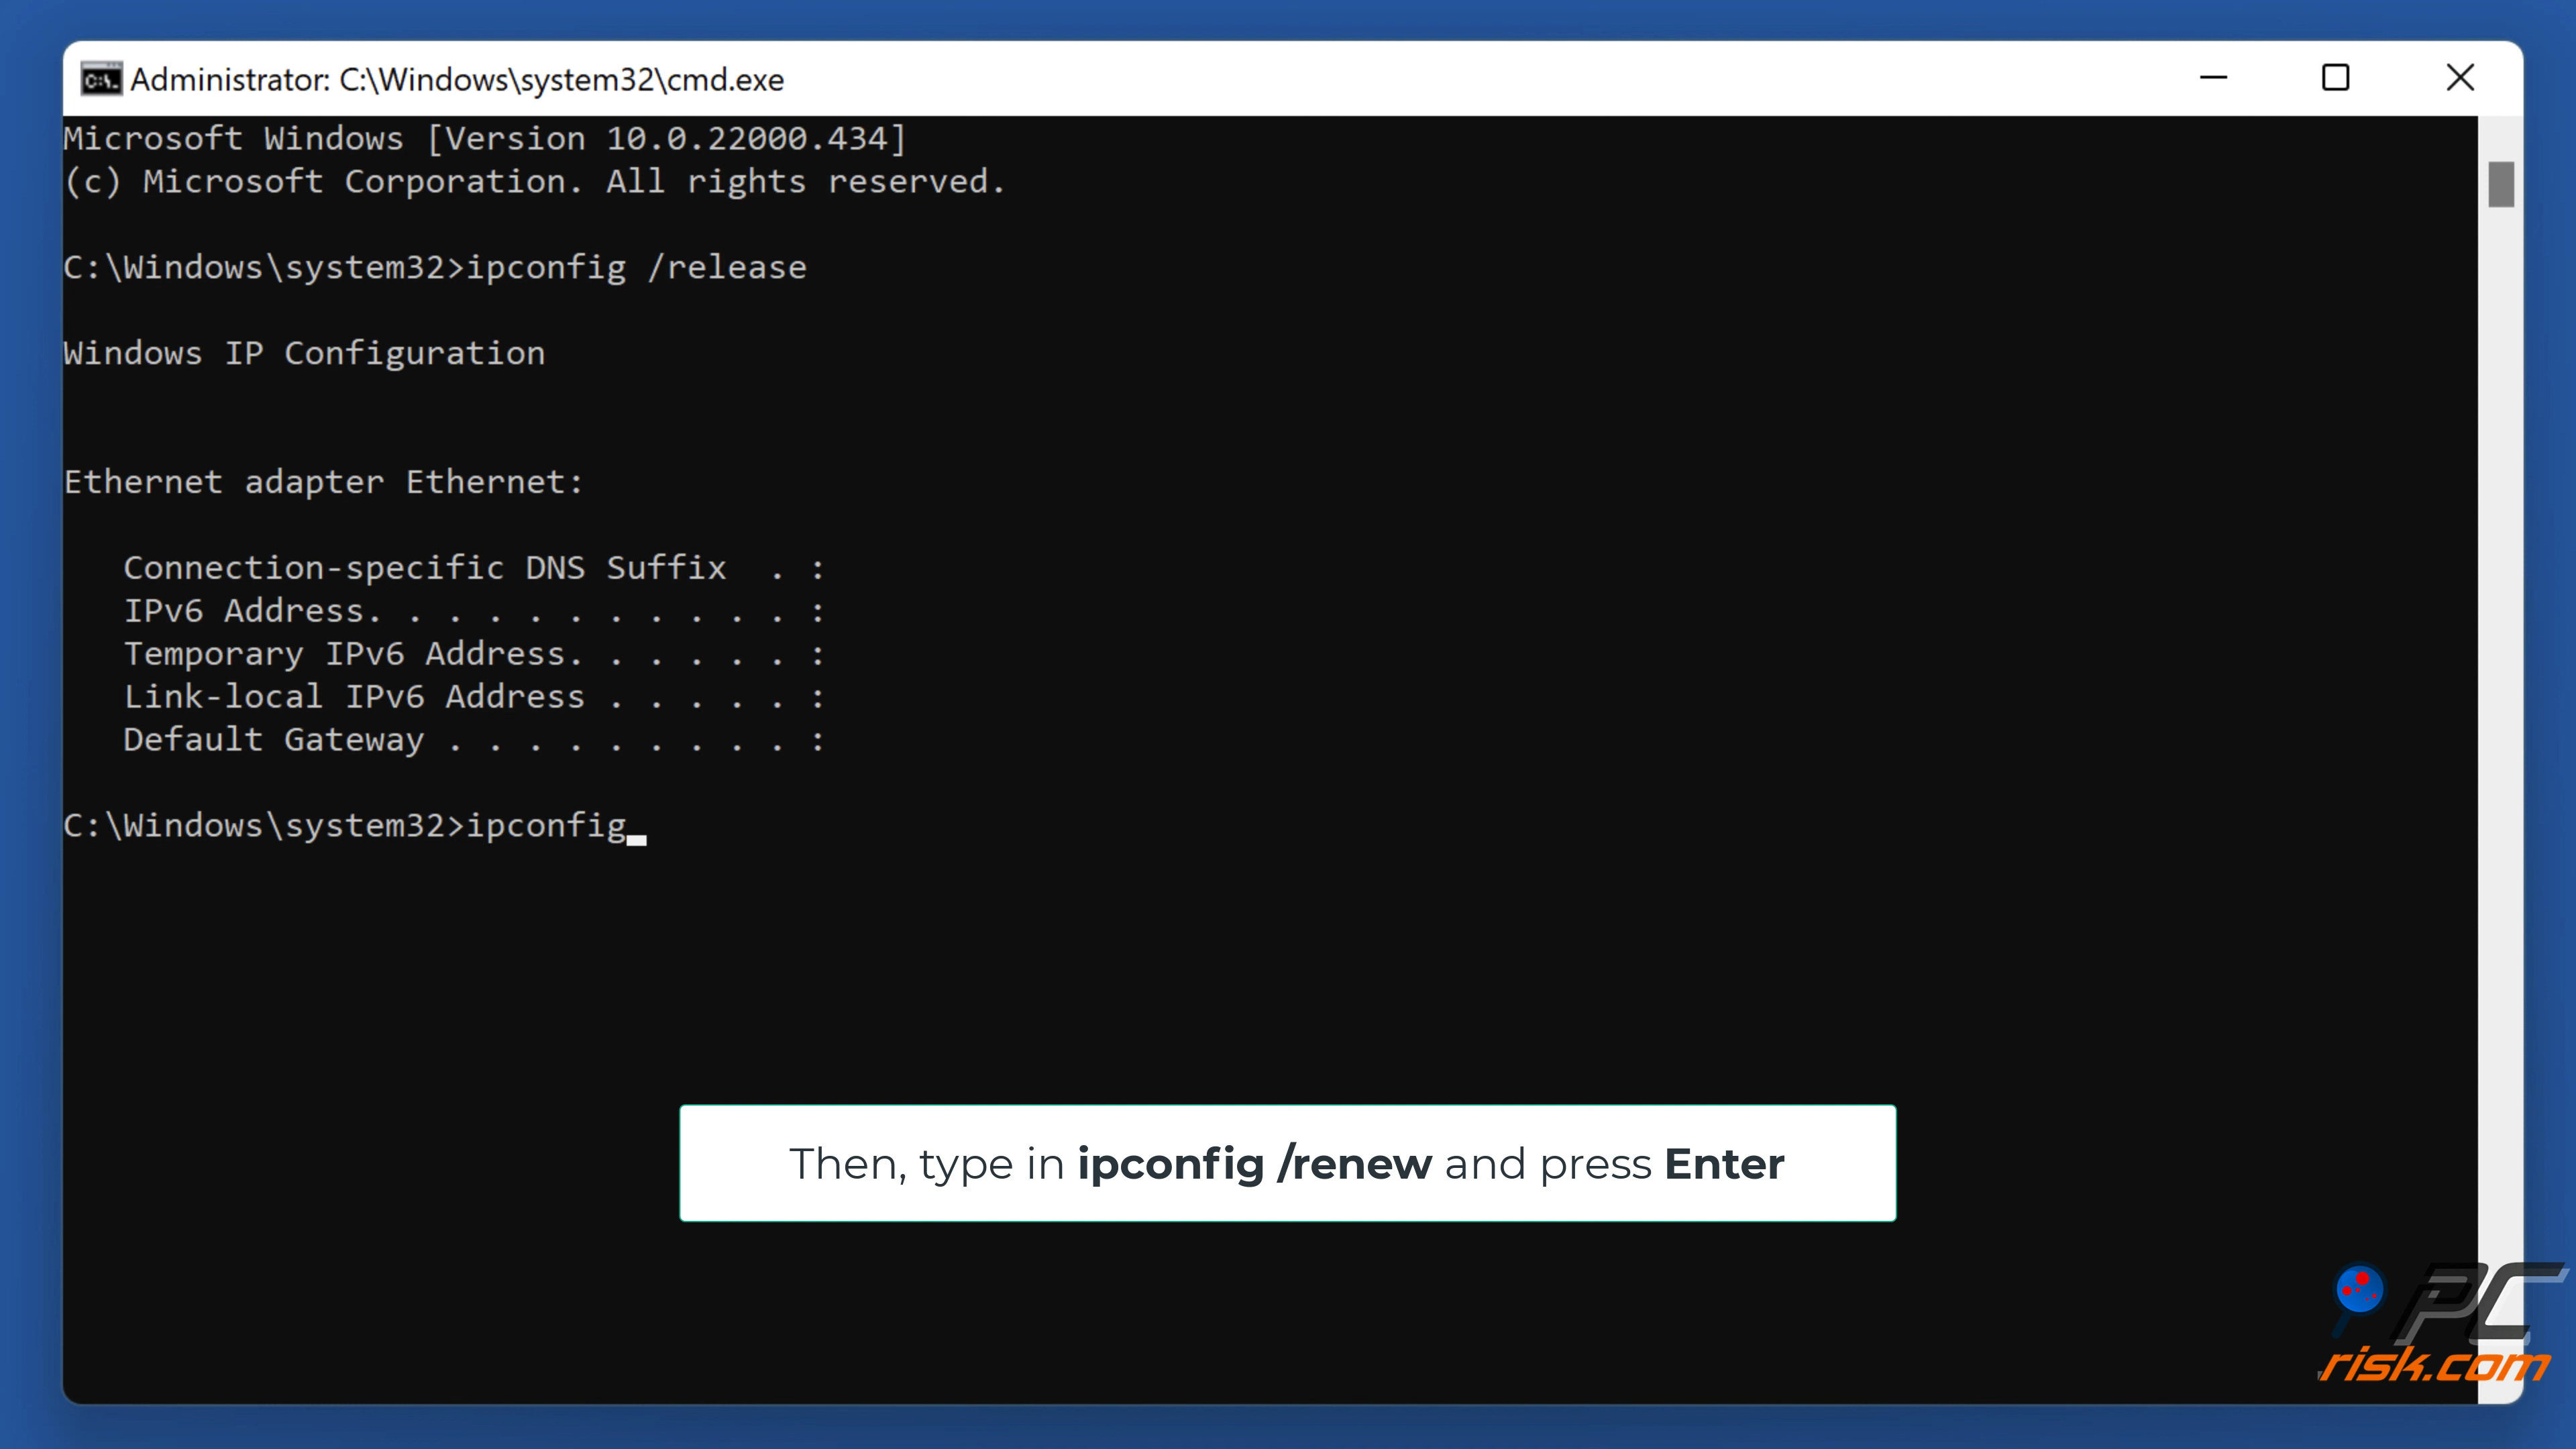 Administrator: C:\Windows\system32\cmd.exe
Microsoft Windows [Version 10.0.22000.434]
(c) Microsoft Corporation. All rights reserved.
C:\Windows\system32>ipconfig /release
Windows IP Configuration
Ethernet adapter Ethernet:
Connection-specific DNS Suffix  . :
IPv6 Address. . . . . . . . . . . :
Temporary IPv6 Address. . . . . . :
Link-local IPv6 Address . . . . . :
Default Gateway . . . . . . . . . :
C:\Windows\system32>ipconfig
Then, type in ipconfig /renew and press Enter
PC
risk.com